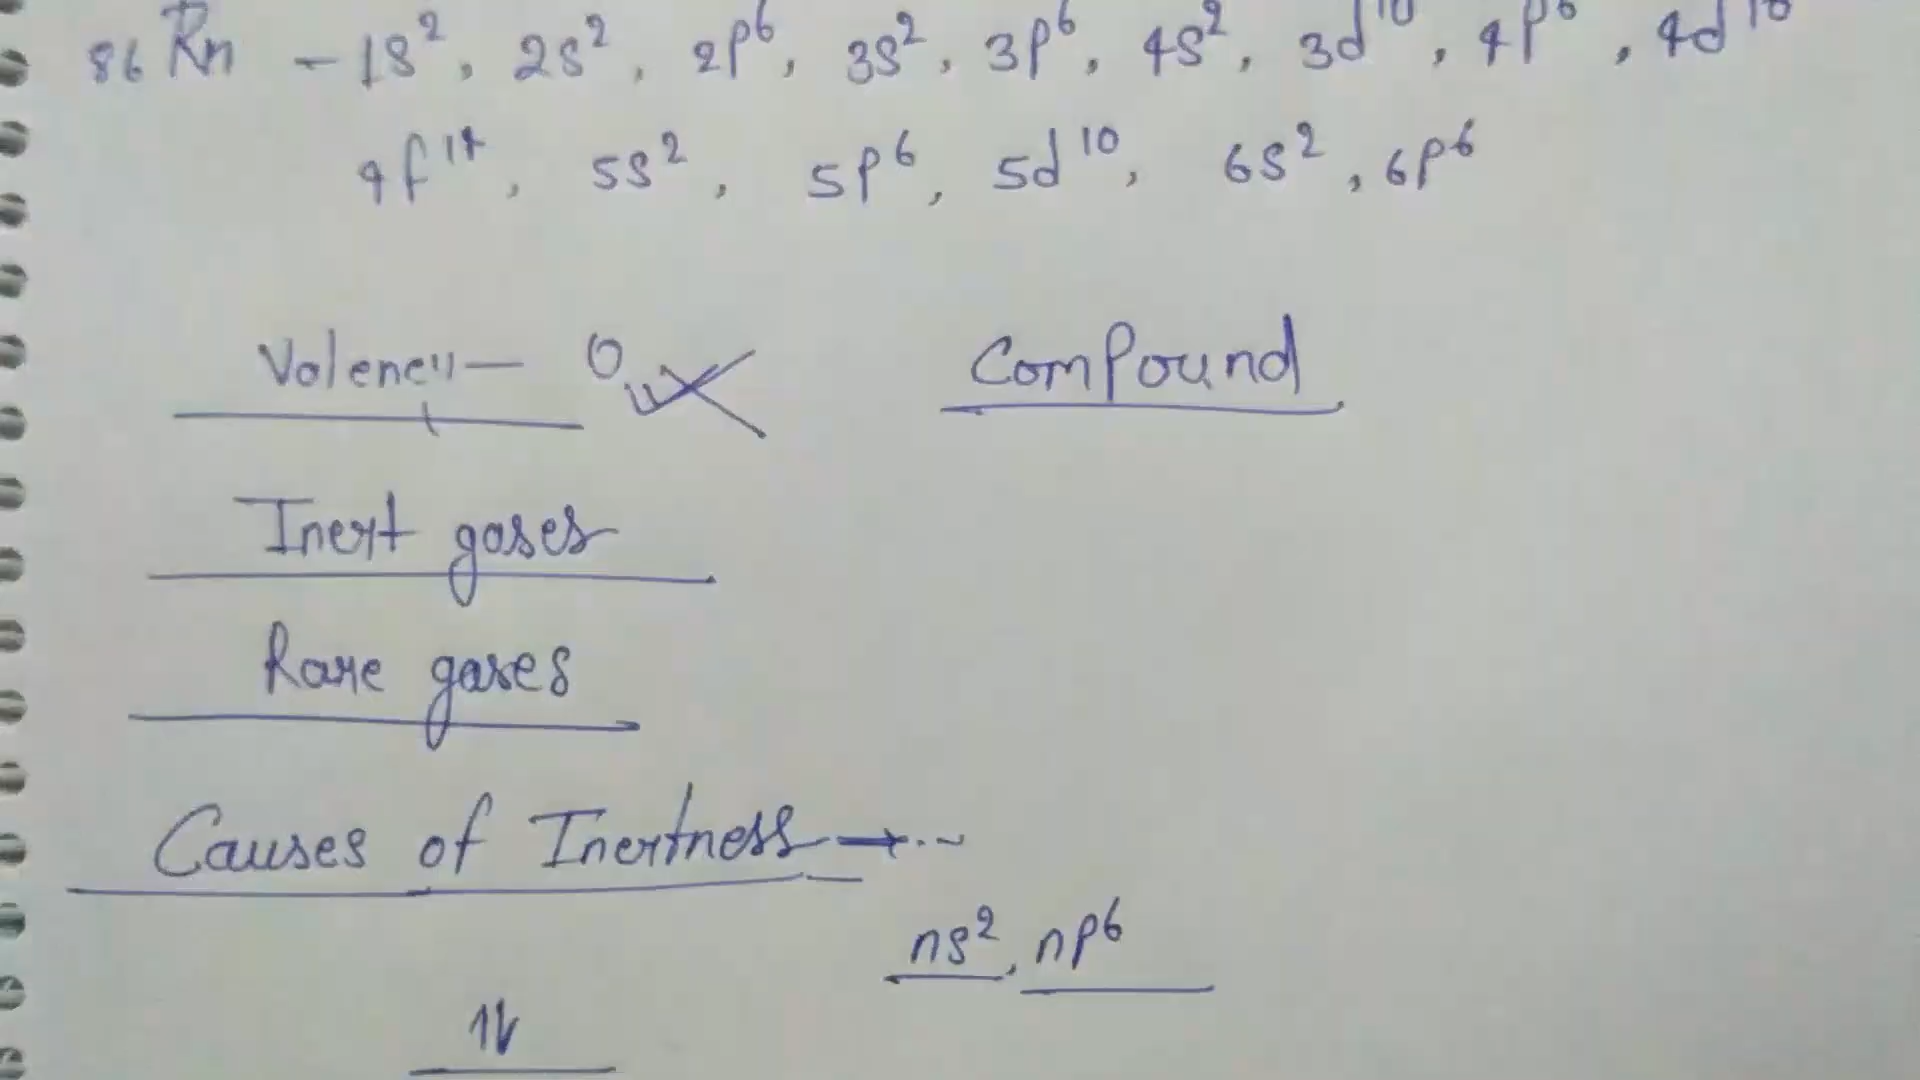 86 Rn - 1s², 2s², 2p⁶, 3s², 3p⁶, 4s², 3d¹⁰, 4p⁶, 4d¹⁰
4f¹⁴, 5s², 5p⁶, 5d¹⁰, 6s², 6p⁶
Valency — 0 Compound
Inert gases
Rare gases
Causes of Inertness →
ns², np⁶
1